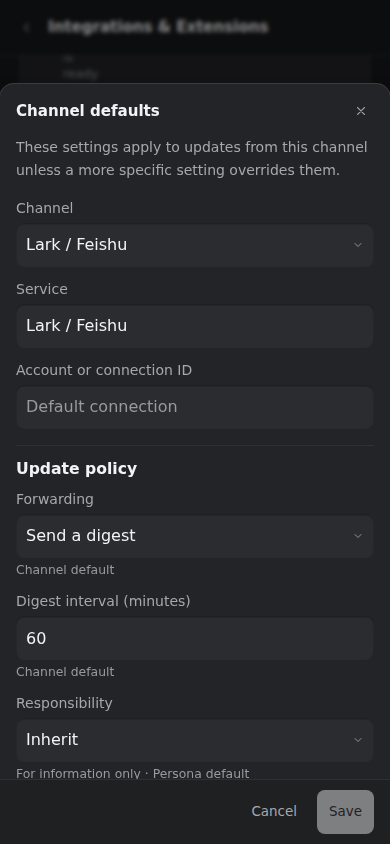 Integrations & Extensions
ready
Channel defaults
These settings apply to updates from this channel
unless a more specific setting overrides them.
Channel
Lark / Feishu
Service
Lark / Feishu
Account or connection ID
Default connection
Update policy
Forwarding
Send a digest
Channel default
Digest interval (minutes)
60
Channel default
Responsibility
Inherit
For information only · Persona default
Cancel
Save